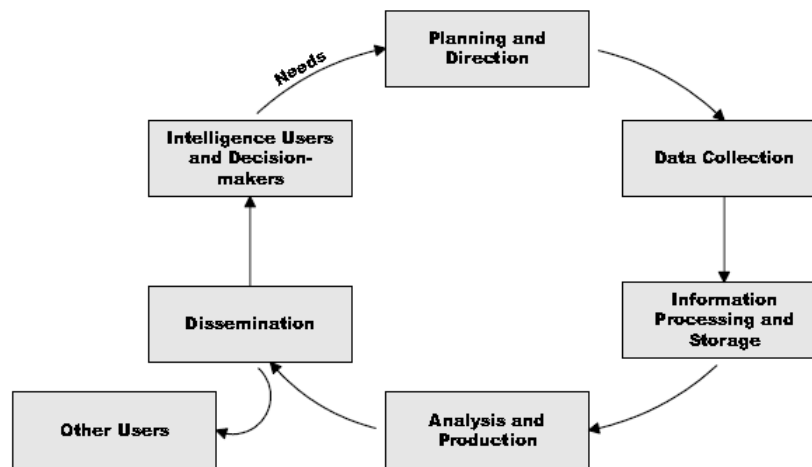 Planning and
Direction
Needs
Intelligence Users
and Decision-
makers
Data Collection
Information
Processing and
Storage
Dissemination
Analysis and
Production
Other Users